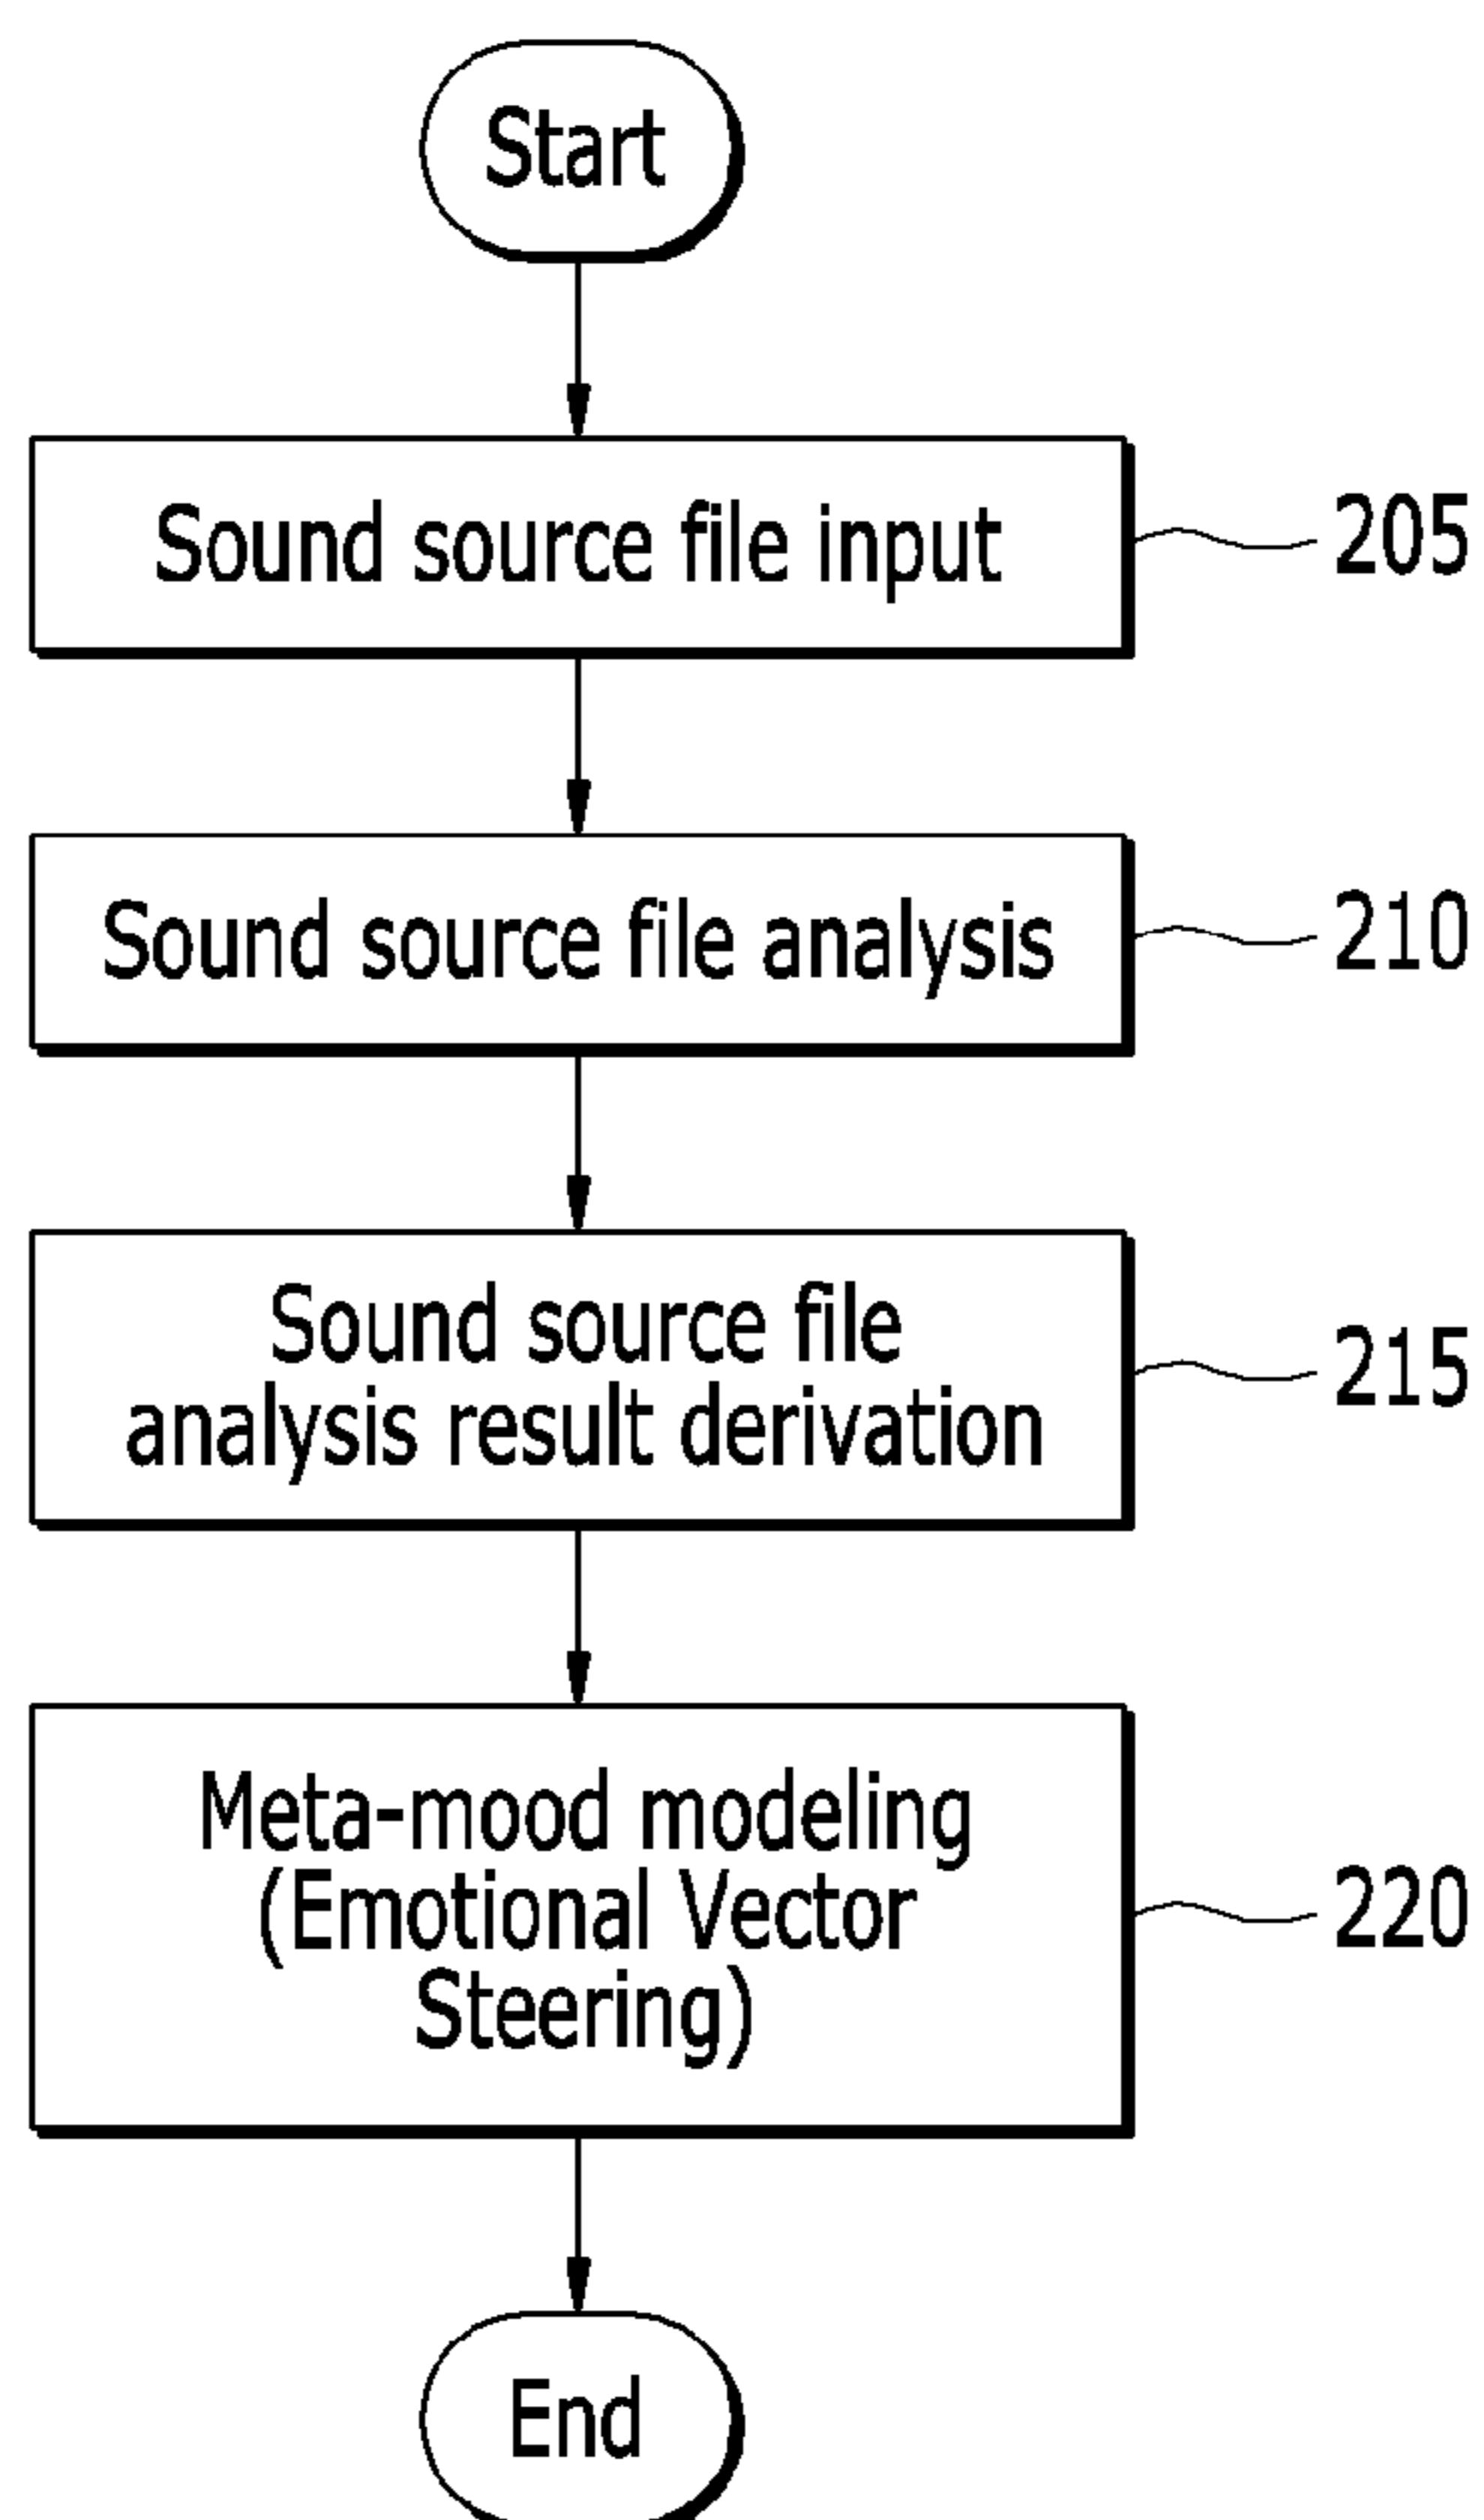 Start
Sound source file input
205
Sound source file analysis
210
Sound source file
analysis result derivation
215
Meta-mood modeling
(Emotional Vector
Steering)
220
End